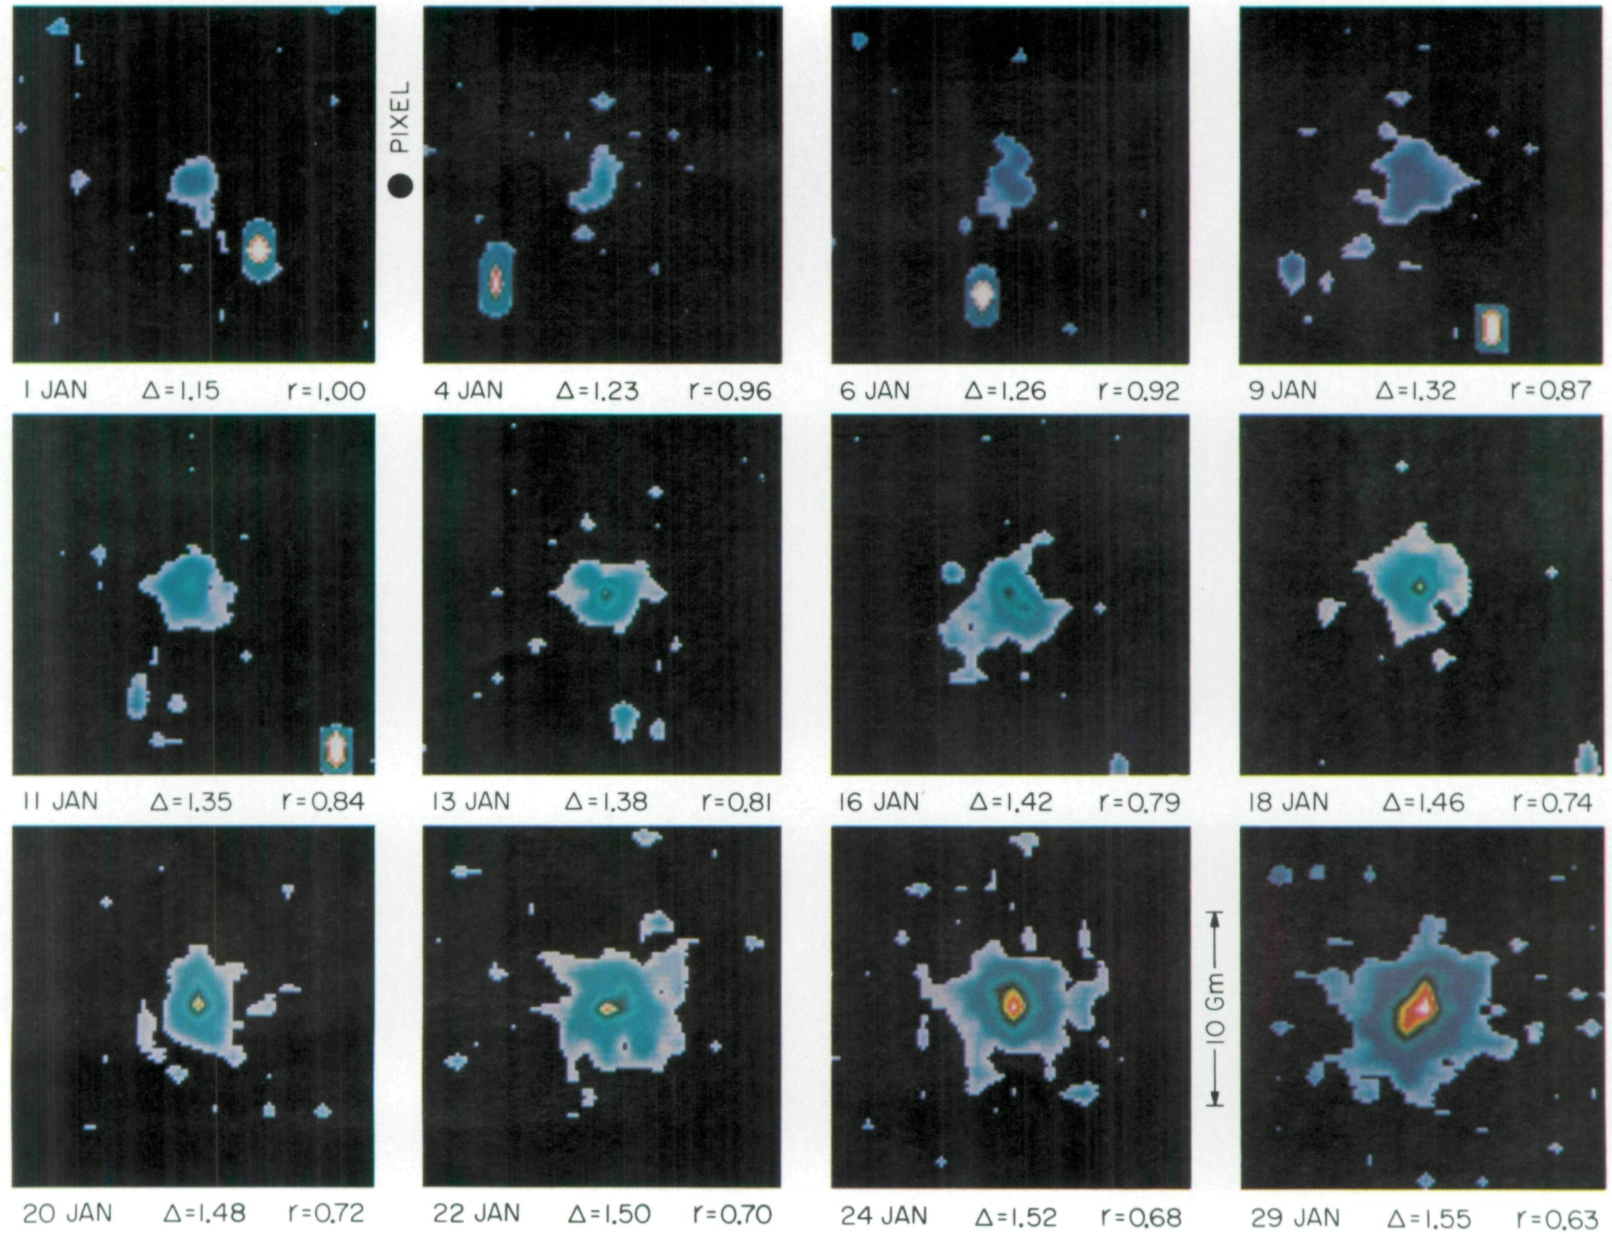 PIXEL
1 JAN Δ=1.15 r=1.00
4 JAN Δ=1.23 r=0.96
6 JAN Δ=1.26 r=0.92
9 JAN Δ=1.32 r=0.87
11 JAN Δ=1.35 r=0.84
13 JAN Δ=1.38 r=0.81
16 JAN Δ=1.42 r=0.79
18 JAN Δ=1.46 r=0.74
10 Gm
20 JAN Δ=1.48 r=0.72
22 JAN Δ=1.50 r=0.70
24 JAN Δ=1.52 r=0.68
29 JAN Δ=1.55 r=0.63